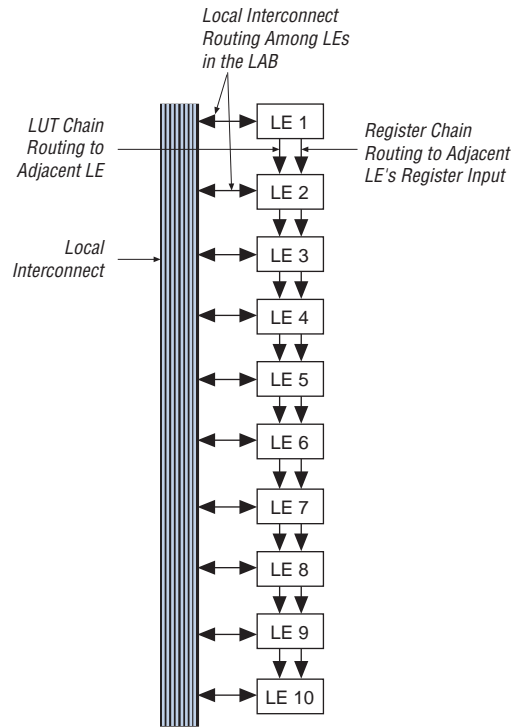 Local Interconnect
Routing Among LEs
in the LAB
LUT Chain
Routing to
Adjacent LE
Register Chain
Routing to Adjacent
LE's Register Input
Local
Interconnect
LE 1
LE 2
LE 3
LE 4
LE 5
LE 6
LE 7
LE 8
LE 9
LE 10